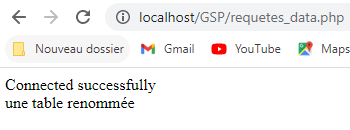 localhost/GSP/requetes_data.php
Nouveau dossier Gmail YouTube Maps
Connected successfully
une table renommée